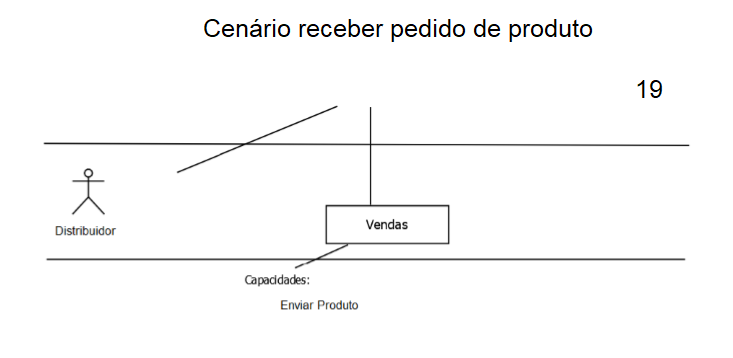 Cenário receber pedido de produto
19
Distribuidor
Vendas
Capacidades:
Enviar Produto